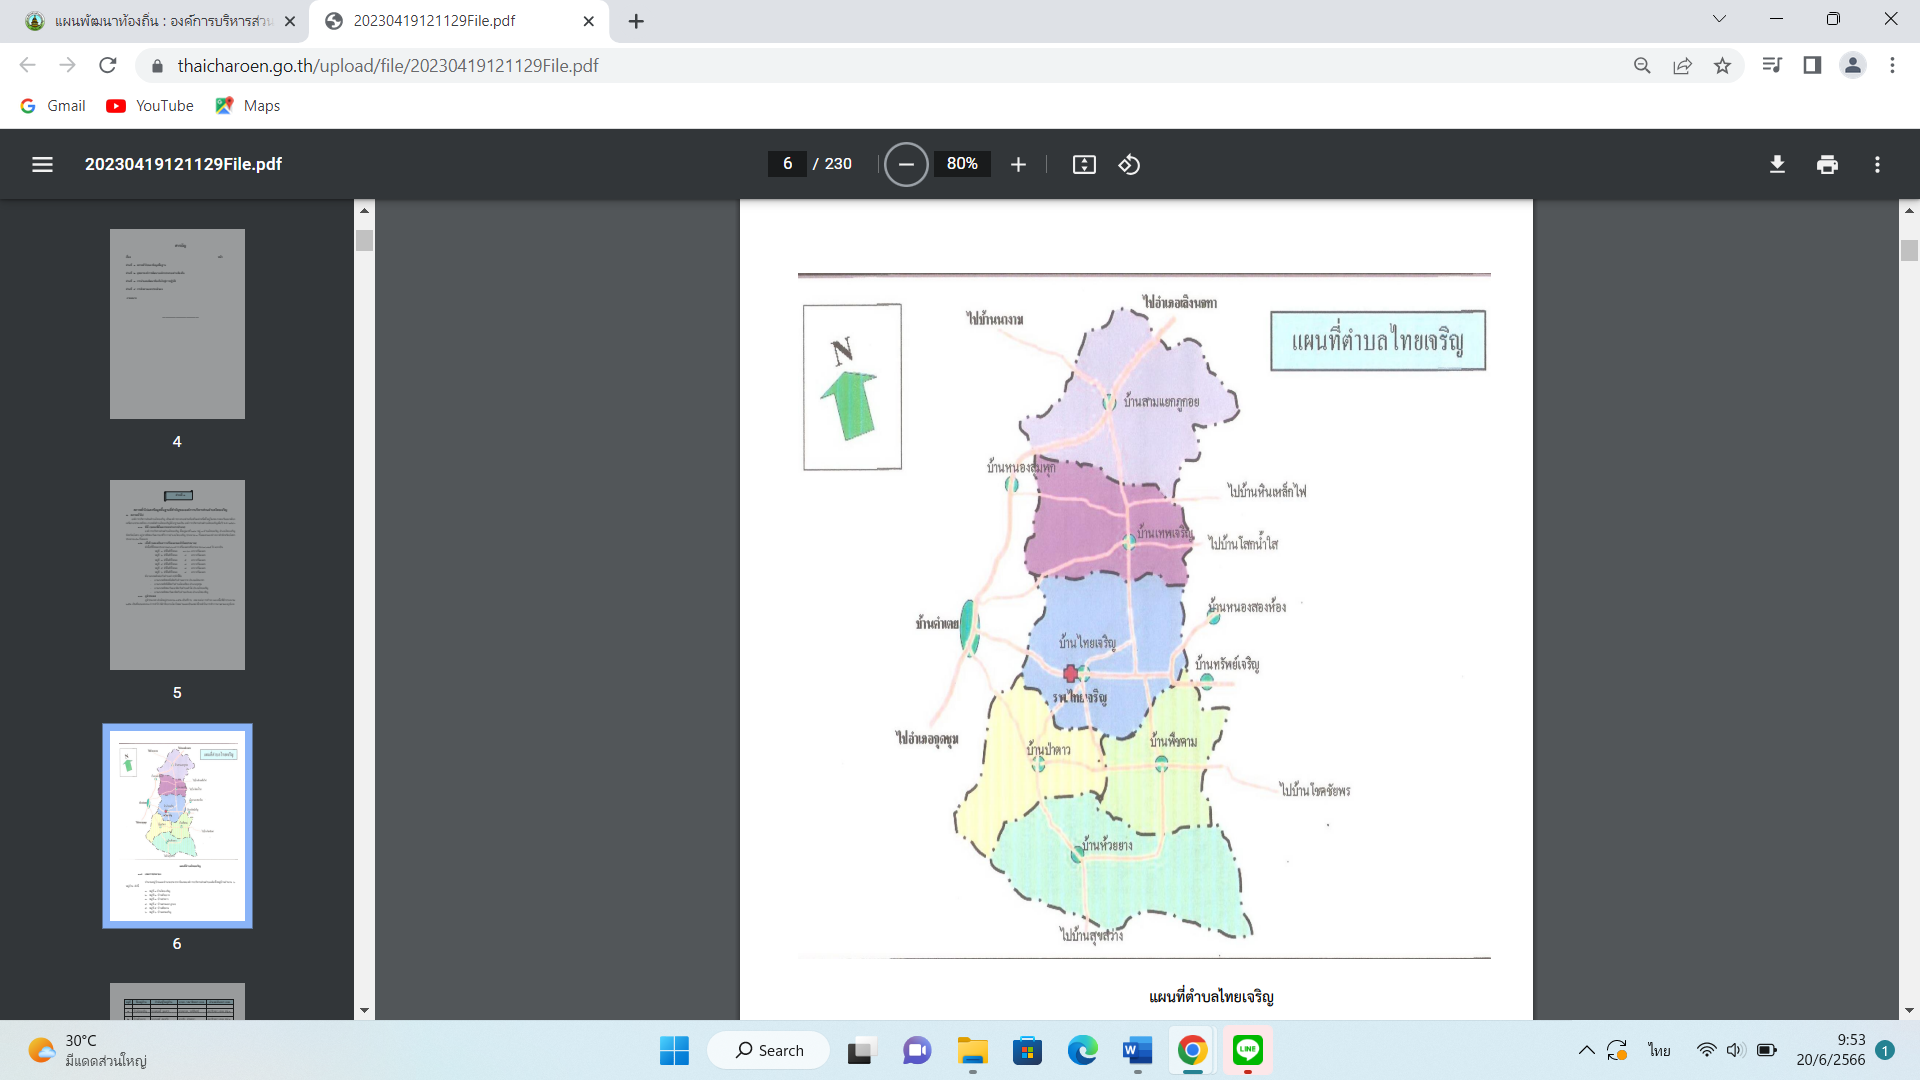 แผนพัฒนาท้องถิ่น : องค์การบริหารส่วน
20230419121129File.pdf
thaicharoen.go.th/upload/file/20230419121129File.pdf
Gmail
YouTube
Maps
20230419121129File.pdf
6 / 230
80%
4
5
6
ไปอำเภอเลิงนกทา
ไปบ้านนางาม
แผนที่ตำบลไทยเจริญ
N
บ้านสามแยกภูกอย
บ้านหนองสมทุก
ไปบ้านหินเหล็กไฟ
บ้านเทพเจริญ
ไปบ้านโสกน้ำใส
บ้านหนองสองห้อง
บ้านคำเตย
บ้านไทยเจริญ
บ้านทรัพย์เจริญ
รพ.ไทยเจริญ
ไปอำเภอกุดชุม
บ้านป่าตาว
บ้านพืชคาม
ไปบ้านโชคชัยพร
บ้านห้วยยาง
ไปบ้านสุขสว่าง
แผนที่ตำบลไทยเจริญ
30°C
มีแดดส่วนใหญ่
Search
LINE
ไทย
9:53
20/6/2566
1